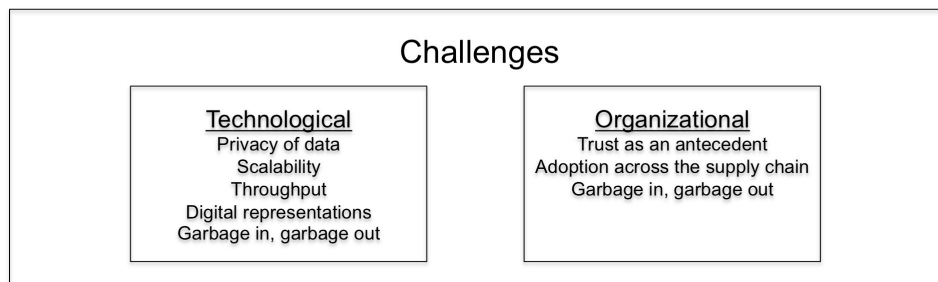 Challenges
Technological
Privacy of data
Scalability
Throughput
Digital representations
Garbage in, garbage out
Organizational
Trust as an antecedent
Adoption across the supply chain
Garbage in, garbage out